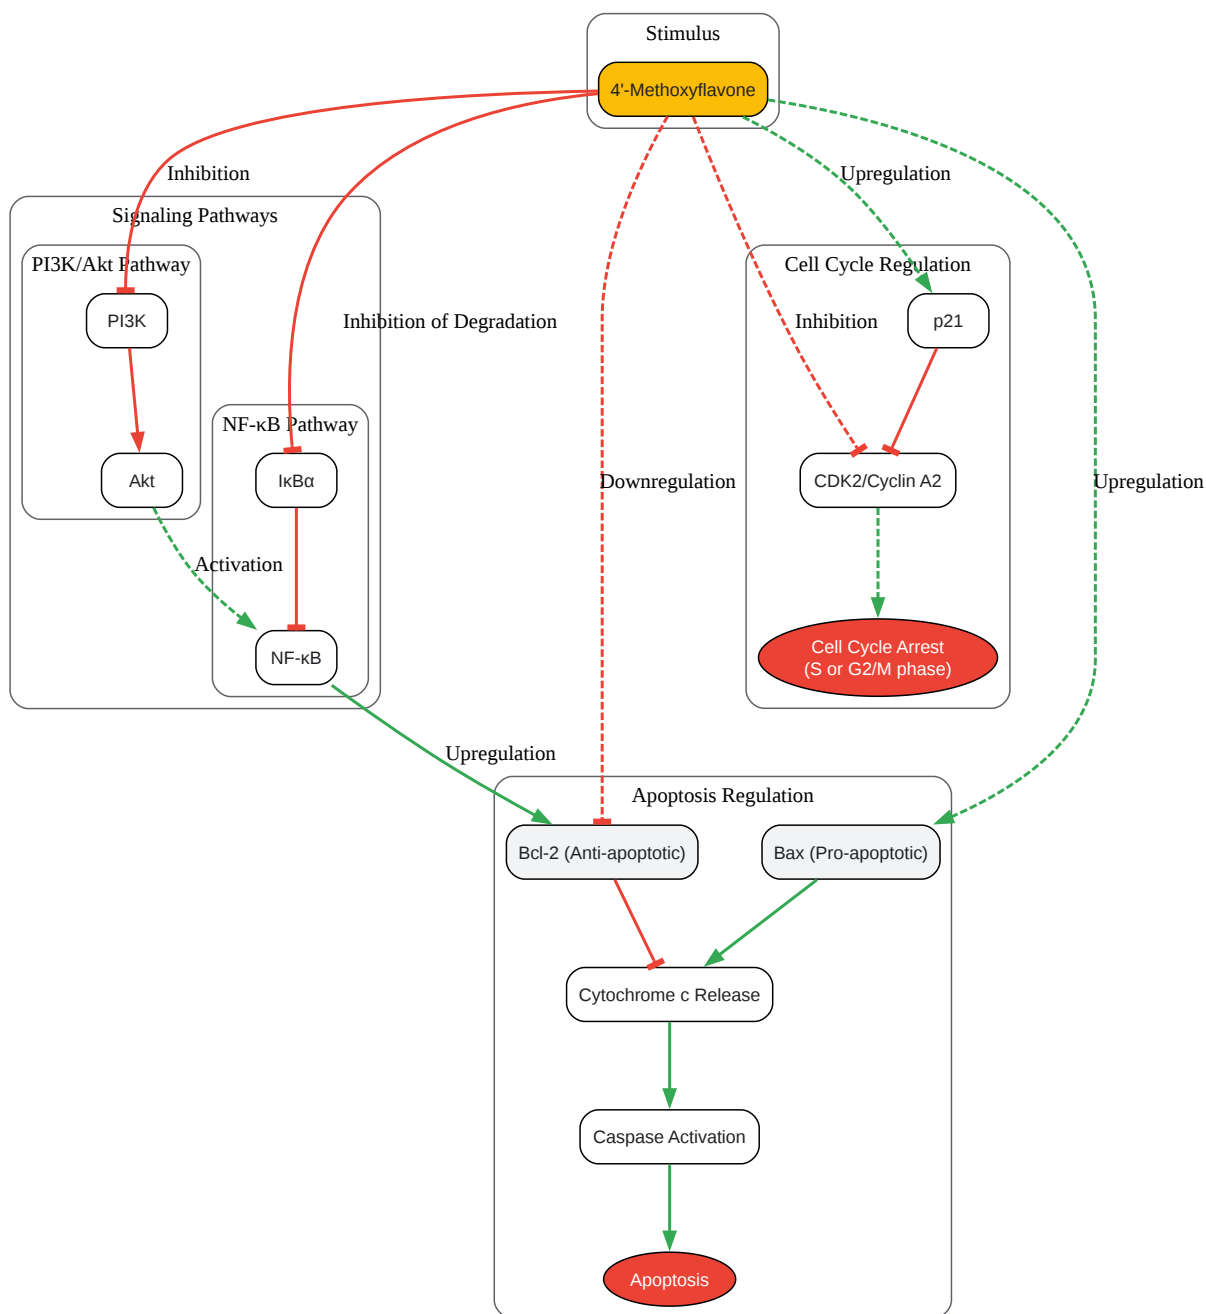 Stimulus
4'-Methoxyflavone
Inhibition
Upregulation
Signaling Pathways
PI3K/Akt Pathway
Cell Cycle Regulation
PI3K
Inhibition of Degradation
Inhibition
p21
NF-κB Pathway
Akt
IκBα
Downregulation
CDK2/Cyclin A2
Upregulation
Activation
NF-κB
Cell Cycle Arrest
(S or G2/M phase)
Upregulation
Apoptosis Regulation
Bcl-2 (Anti-apoptotic)
Bax (Pro-apoptotic)
Cytochrome c Release
Caspase Activation
Apoptosis